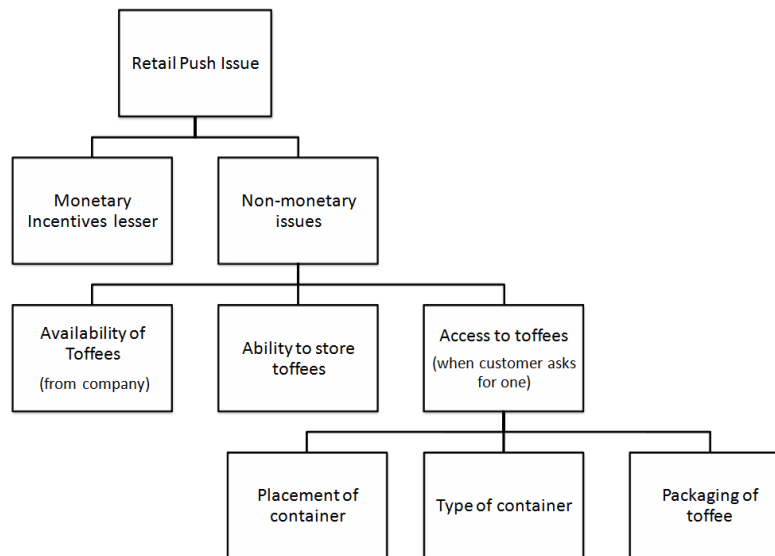 Retail Push Issue
Monetary
Incentives lesser
Non-monetary
issues
Availability of
Toffees
(from company)
Ability to store
toffees
Access to toffees
(when customer asks
for one)
Placement of
container
Type of container
Packaging of
toffee